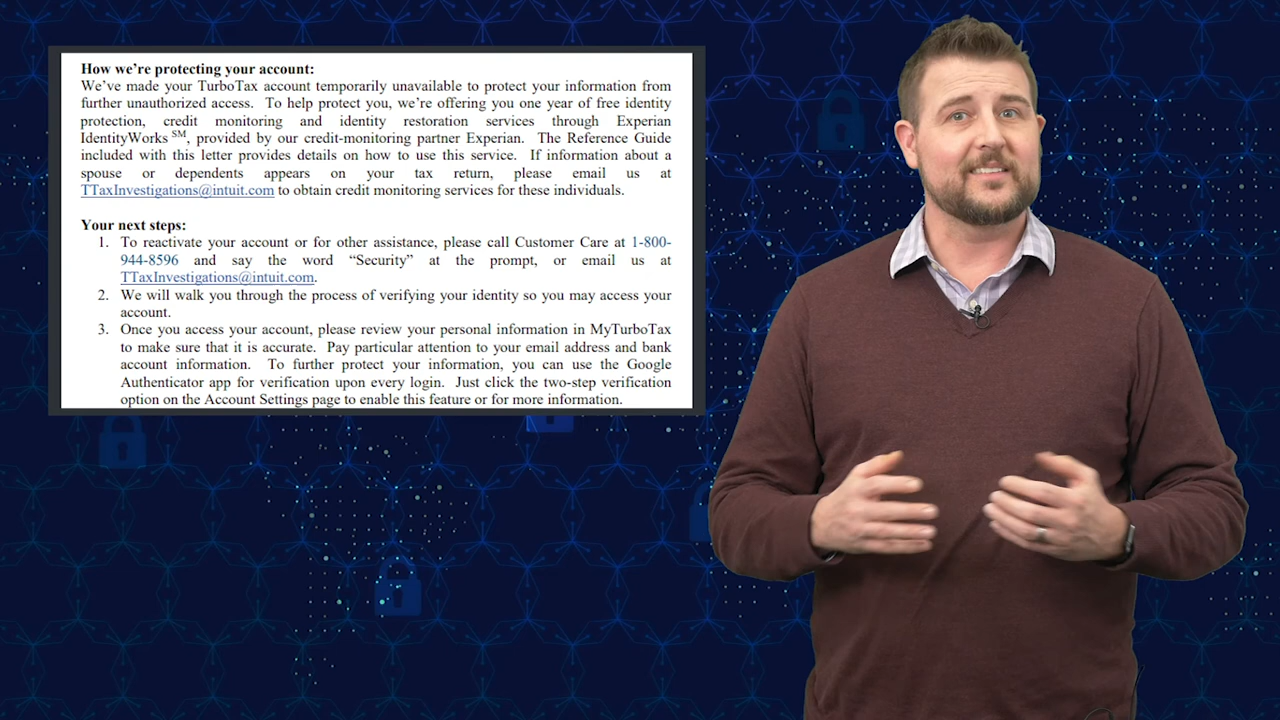 How we're protecting your account:
We've made your TurboTax account temporarily unavailable to protect your information from
further unauthorized access. To help protect you, we're offering you one year of free identity
protection, credit monitoring and identity restoration services through Experian
IdentityWorks SM, provided by our credit-monitoring partner Experian. The Reference Guide
included with this letter provides details on how to use this service. If information about a
spouse or dependents appears on your tax return, please email us at
TTaxInvestigations@intuit.com to obtain credit monitoring services for these individuals.
Your next steps:
1. To reactivate your account or for other assistance, please call Customer Care at 1-800-
944-8596 and say the word “Security” at the prompt, or email us at
TTaxInvestigations@intuit.com.
2. We will walk you through the process of verifying your identity so you may access your
account.
3. Once you access your account, please review your personal information in MyTurboTax
to make sure that it is accurate. Pay particular attention to your email address and bank
account information. To further protect your information, you can use the Google
Authenticator app for verification upon every login. Just click the two-step verification
option on the Account Settings page to enable this feature or for more information.